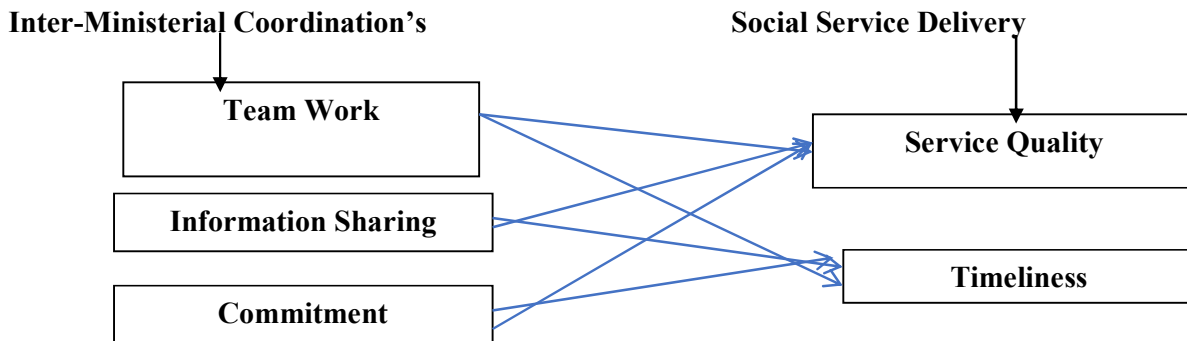 Inter-Ministerial Coordination’s
Social Service Delivery
Team Work
Service Quality
Information Sharing
Timeliness
Commitment